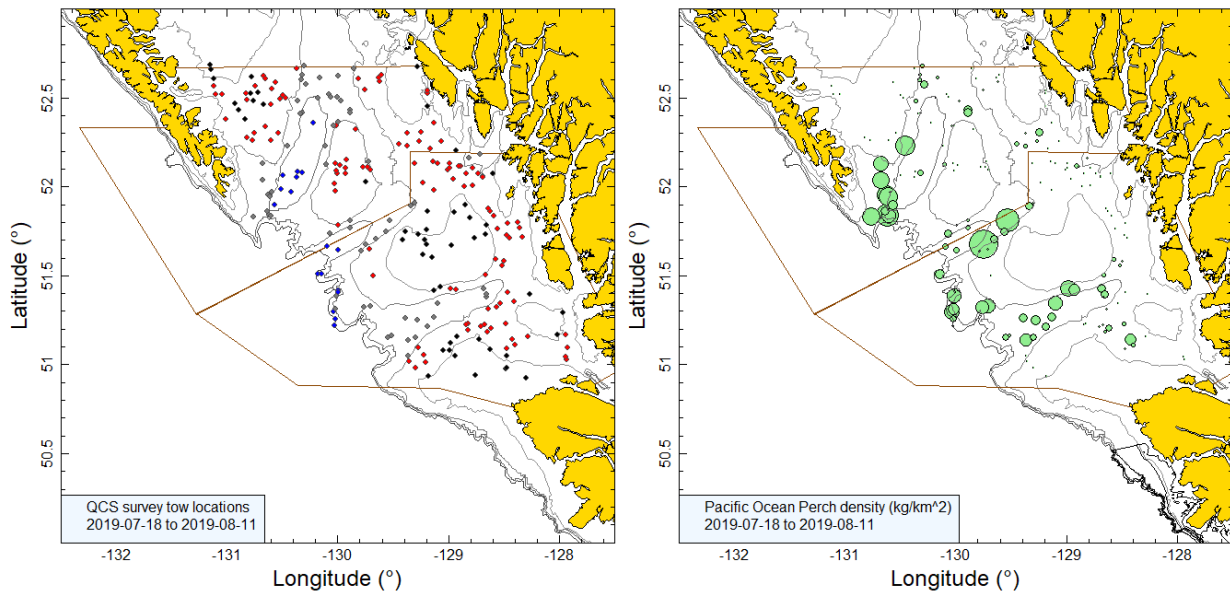 52.5
52
51.5
51
50.5
Latitude (°)
QCS survey tow locations
2019-07-18 to 2019-08-11
-132
-131
-130
-129
-128
Longitude (°)
52.5
52
51.5
51
50.5
Latitude (°)
Pacific Ocean Perch density (kg/km^2)
2019-07-18 to 2019-08-11
-132
-131
-130
-129
-128
Longitude (°)